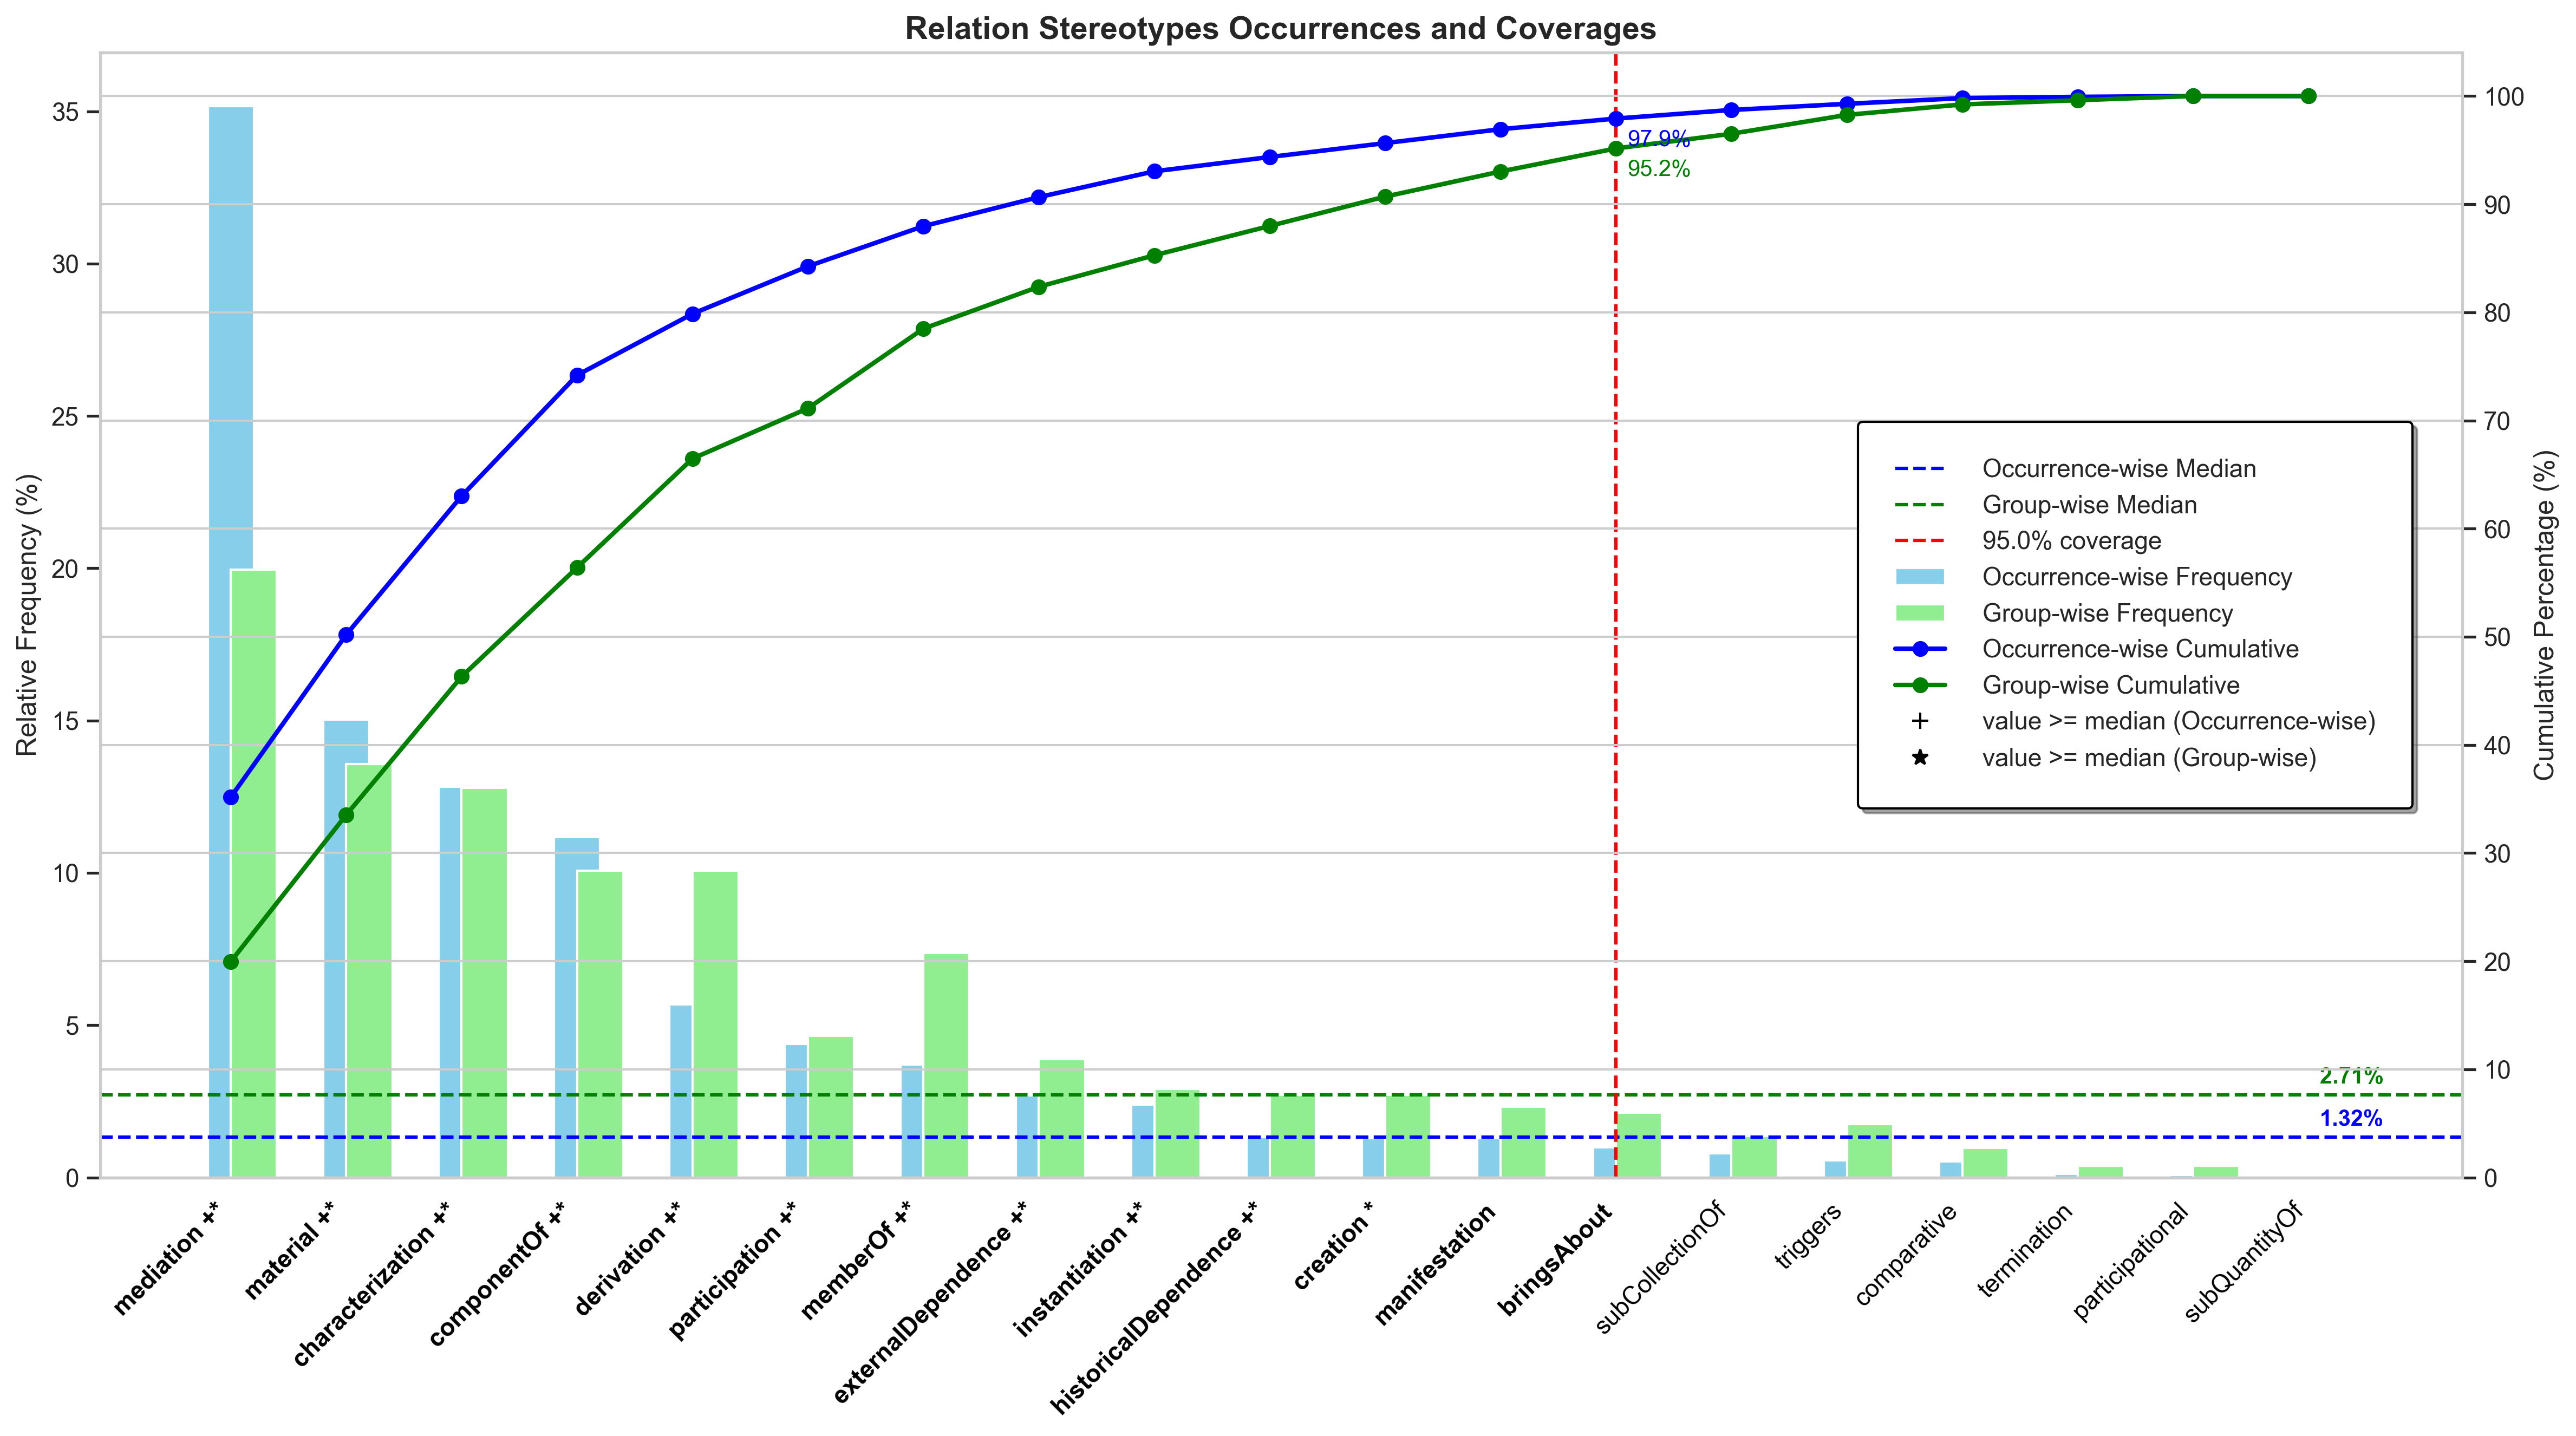 Relation Stereotypes Occurrences and Coverages
Relative Frequency (%)
35
30
25
20
15
10
5
0
Cumulative Percentage (%)
100
90
80
70
60
50
40
30
20
10
0
97.9%
95.2%
Occurrence-wise Median
Group-wise Median
95.0% coverage
Occurrence-wise Frequency
Group-wise Frequency
Occurrence-wise Cumulative
Group-wise Cumulative
value >= median (Occurrence-wise)
value >= median (Group-wise)
2.71%
1.32%
mediation +*
material +*
characterization +*
componentOf +*
derivation +*
participation +*
memberOf +*
externalDependence +*
instantiation +*
historicalDependence +*
creation *
manifestation
bringsAbout
subCollectionOf
triggers
comparative
termination
participational
subQuantityOf